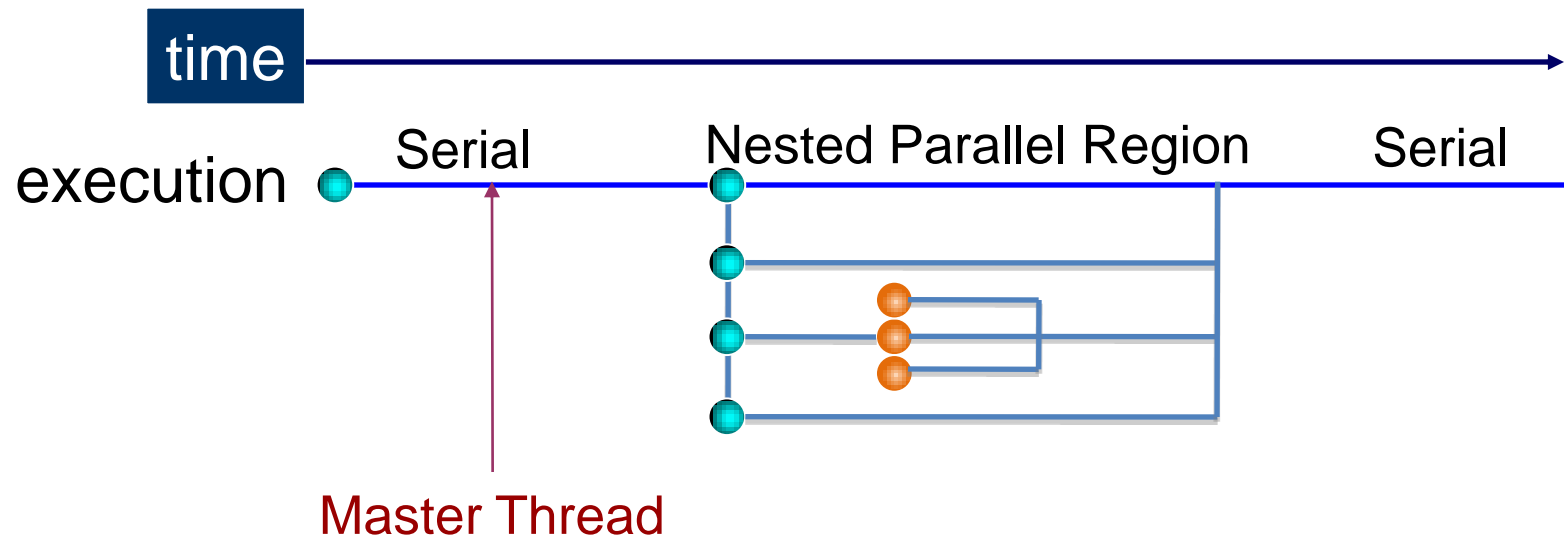 time
Serial
Nested Parallel Region
Serial
execution
Master Thread